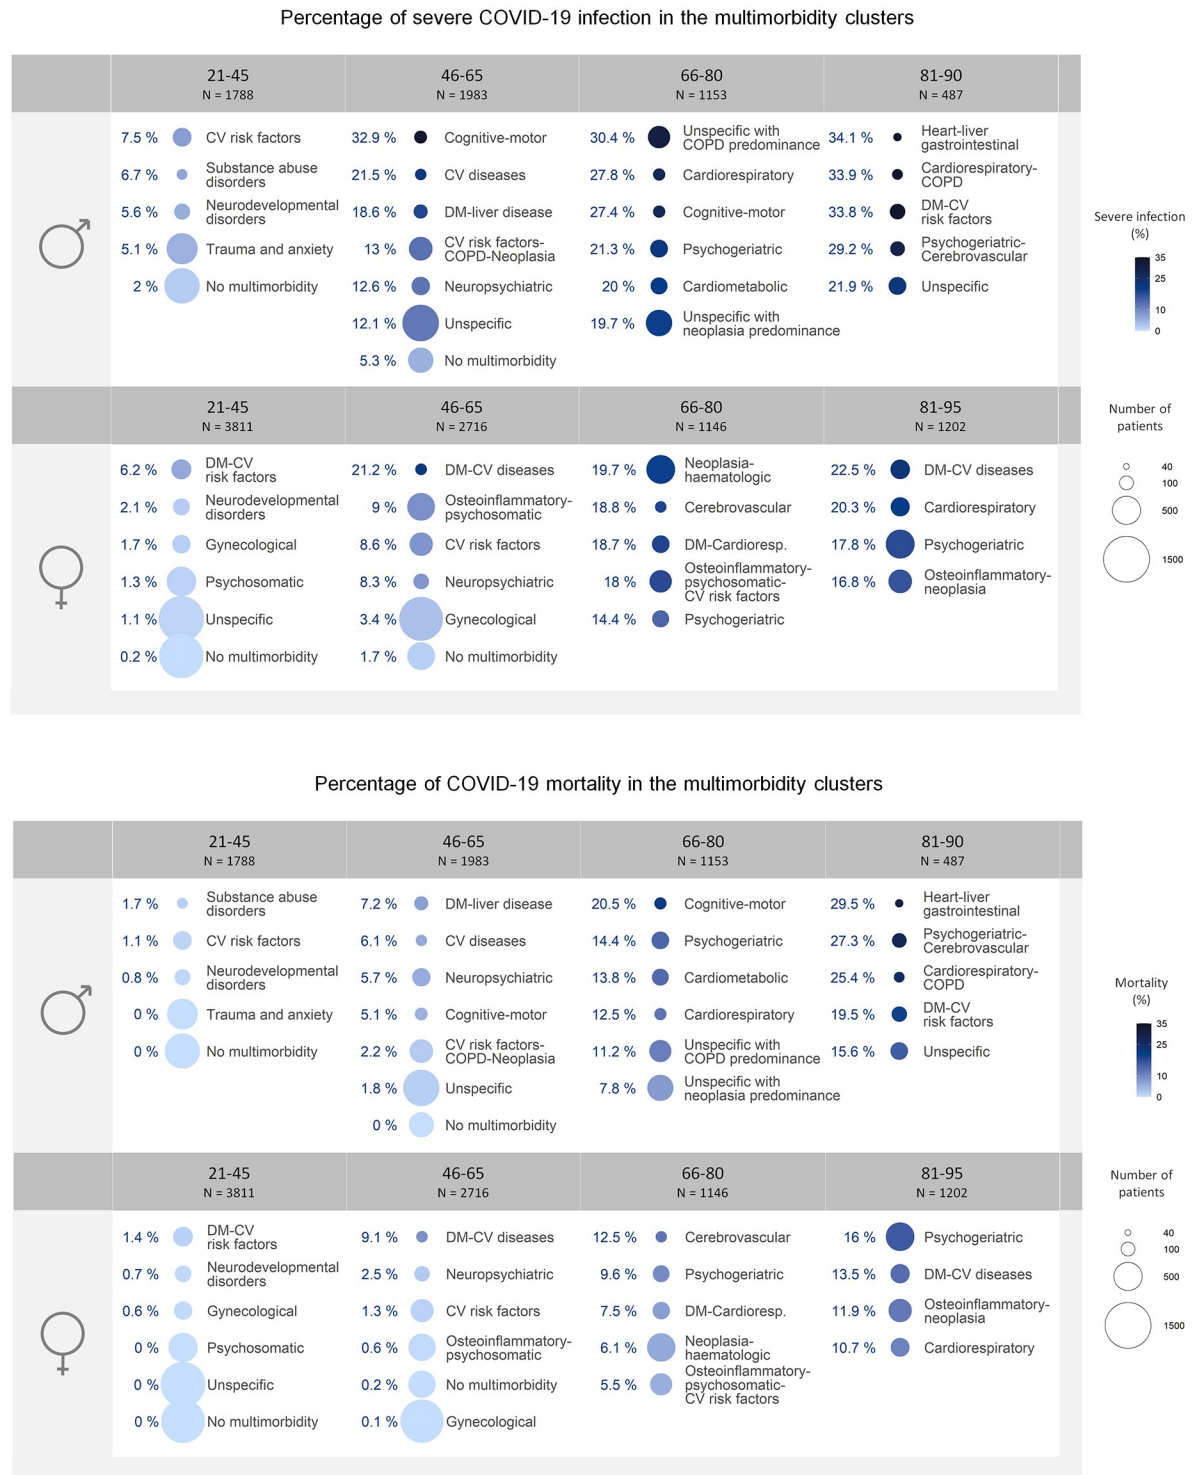 Percentage of severe COVID-19 infection in the multimorbidity clusters
21-45
N = 1788
46-65
N = 1983
66-80
N = 1153
81-90
N = 487
7.5 % CV risk factors
6.7 % Substance abuse
disorders
5.6 % Neurodevelopmental
disorders
5.1 % Trauma and anxiety
2 % No multimorbidity
32.9 % Cognitive-motor
21.5 % CV diseases
18.6 % DM-liver disease
13 % CV risk factors-
COPD-Neoplasia
12.6 % Neuropsychiatric
12.1 % Unspecific
5.3 % No multimorbidity
30.4 % Unspecific with
COPD predominance
27.8 % Cardiorespiratory
27.4 % Cognitive-motor
21.3 % Psychogeriatric
20 % Cardiometabolic
19.7 % Unspecific with
neoplasia predominance
34.1 % Heart-liver
gastrointestinal
33.9 % Cardiorespiratory-
COPD
33.8 % DM-CV
risk factors
29.2 % Psychogeriatric-
Cerebrovascular
21.9 % Unspecific
Severe infection
(%)
35
25
10
0
21-45
N = 3811
46-65
N = 2716
66-80
N = 1146
81-95
N = 1202
6.2 % DM-CV
risk factors
2.1 % Neurodevelopmental
disorders
1.7 % Gynecological
1.3 % Psychosomatic
1.1 % Unspecific
0.2 % No multimorbidity
21.2 % DM-CV diseases
9 % Osteoinflammatory-
psychosomatic
8.6 % CV risk factors
8.3 % Neuropsychiatric
3.4 % Gynecological
1.7 % No multimorbidity
19.7 % Neoplasia-
haematologic
18.8 % Cerebrovascular
18.7 % DM-Cardioresp.
18 % Osteoinflammatory-
psychosomatic-
CV risk factors
14.4 % Psychogeriatric
22.5 % DM-CV diseases
20.3 % Cardiorespiratory
17.8 % Psychogeriatric
16.8 % Osteoinflammatory-
neoplasia
Number of
patients
40
100
500
1500
Percentage of COVID-19 mortality in the multimorbidity clusters
21-45
N = 1788
46-65
N = 1983
66-80
N = 1153
81-90
N = 487
1.7 % Substance abuse
disorders
1.1 % CV risk factors
0.8 % Neurodevelopmental
disorders
0 % Trauma and anxiety
0 % No multimorbidity
7.2 % DM-liver disease
6.1 % CV diseases
5.7 % Neuropsychiatric
5.1 % Cognitive-motor
2.2 % CV risk factors-
COPD-Neoplasia
1.8 % Unspecific
0 % No multimorbidity
20.5 % Cognitive-motor
14.4 % Psychogeriatric
13.8 % Cardiometabolic
12.5 % Cardiorespiratory
11.2 % Unspecific with
COPD predominance
7.8 % Unspecific with
neoplasia predominance
29.5 % Heart-liver
gastrointestinal
27.3 % Psychogeriatric-
Cerebrovascular
25.4 % Cardiorespiratory-
COPD
19.5 % DM-CV
risk factors
15.6 % Unspecific
Mortality
(%)
35
25
10
0
21-45
N = 3811
46-65
N = 2716
66-80
N = 1146
81-95
N = 1202
1.4 % DM-CV
risk factors
0.7 % Neurodevelopmental
disorders
0.6 % Gynecological
0 % Psychosomatic
0 % Unspecific
0 % No multimorbidity
9.1 % DM-CV diseases
2.5 % Neuropsychiatric
1.3 % CV risk factors
0.6 % Osteoinflammatory-
psychosomatic
0.2 % No multimorbidity
0.1 % Gynecological
12.5 % Cerebrovascular
9.6 % Psychogeriatric
7.5 % DM-Cardioresp.
6.1 % Neoplasia-
haematologic
5.5 % Osteoinflammatory-
psychosomatic-
CV risk factors
16 % Psychogeriatric
13.5 % DM-CV diseases
11.9 % Osteoinflammatory-
neoplasia
10.7 % Cardiorespiratory
Number of
patients
40
100
500
1500